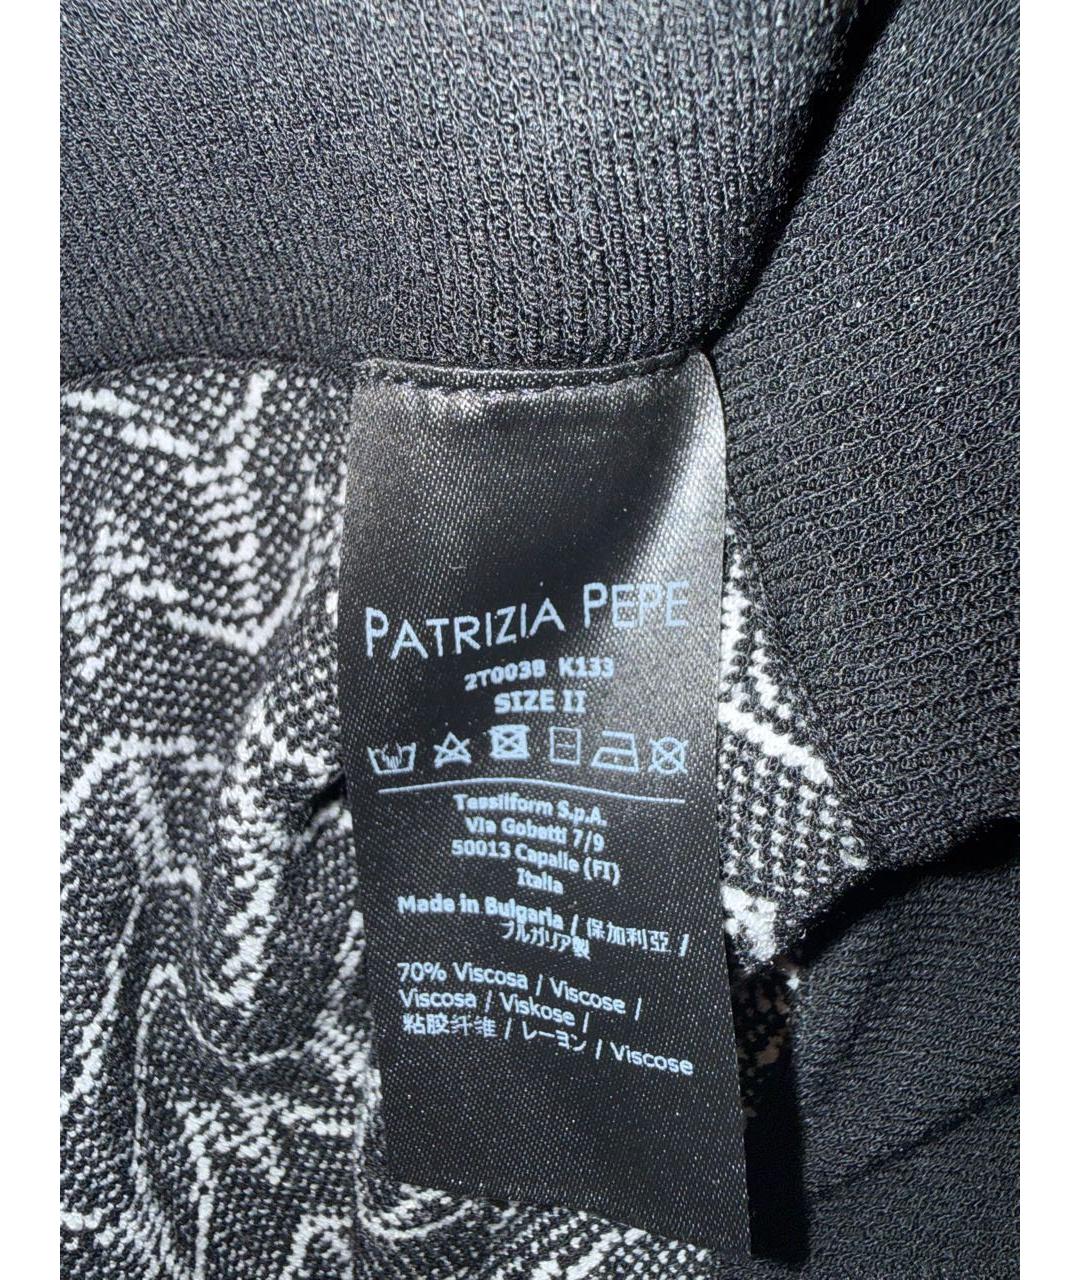 PATRIZIA PEPE
2T003B K133
SIZE II
Tessilform S.p.A.
Via Gobetti 7/9
50013 Capalle (FI)
Italia
Made in Bulgaria / 保加利亞 /
ブルガリア製
70% Viscosa / Viscose /
Viscosa / Viskose /
粘胶纤维 / レーヨン / Viscose